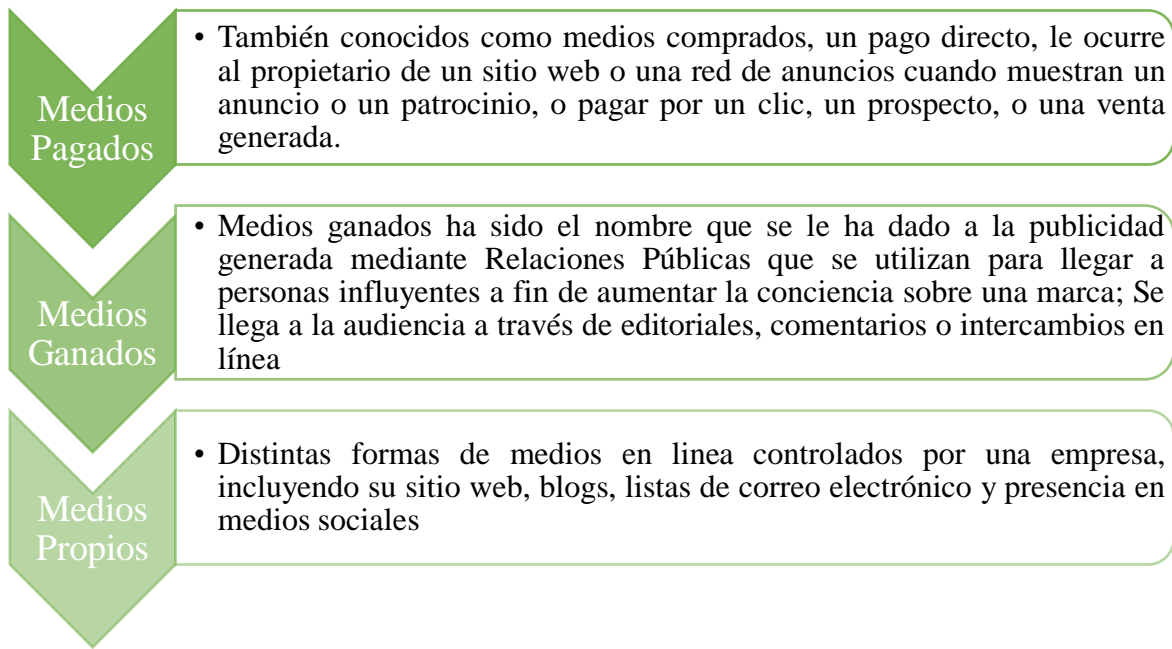 Medios
Pagados
• También conocidos como medios comprados, un pago directo, le ocurre
al propietario de un sitio web o una red de anuncios cuando muestran un
anuncio o un patrocinio, o pagar por un clic, un prospecto, o una venta
generada.
Medios
Ganados
• Medios ganados ha sido el nombre que se le ha dado a la publicidad
generada mediante Relaciones Públicas que se utilizan para llegar a
personas influyentes a fin de aumentar la conciencia sobre una marca; Se
llega a la audiencia a través de editoriales, comentarios o intercambios en
línea
Medios
Propios
• Distintas formas de medios en linea controlados por una empresa,
incluyendo su sitio web, blogs, listas de correo electrónico y presencia en
medios sociales